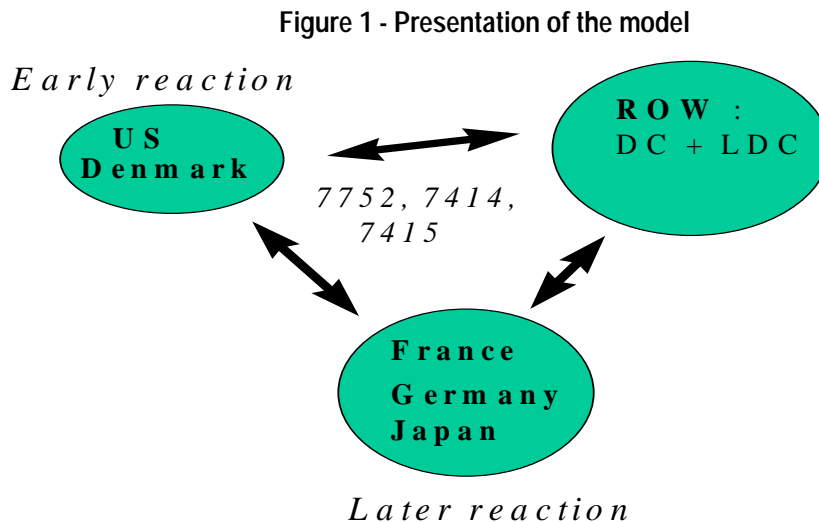 Figure 1 - Presentation of the model
Early reaction
US
Denmark
ROW :
DC + LDC
7752, 7414,
7415
France
Germany
Japan
Later reaction